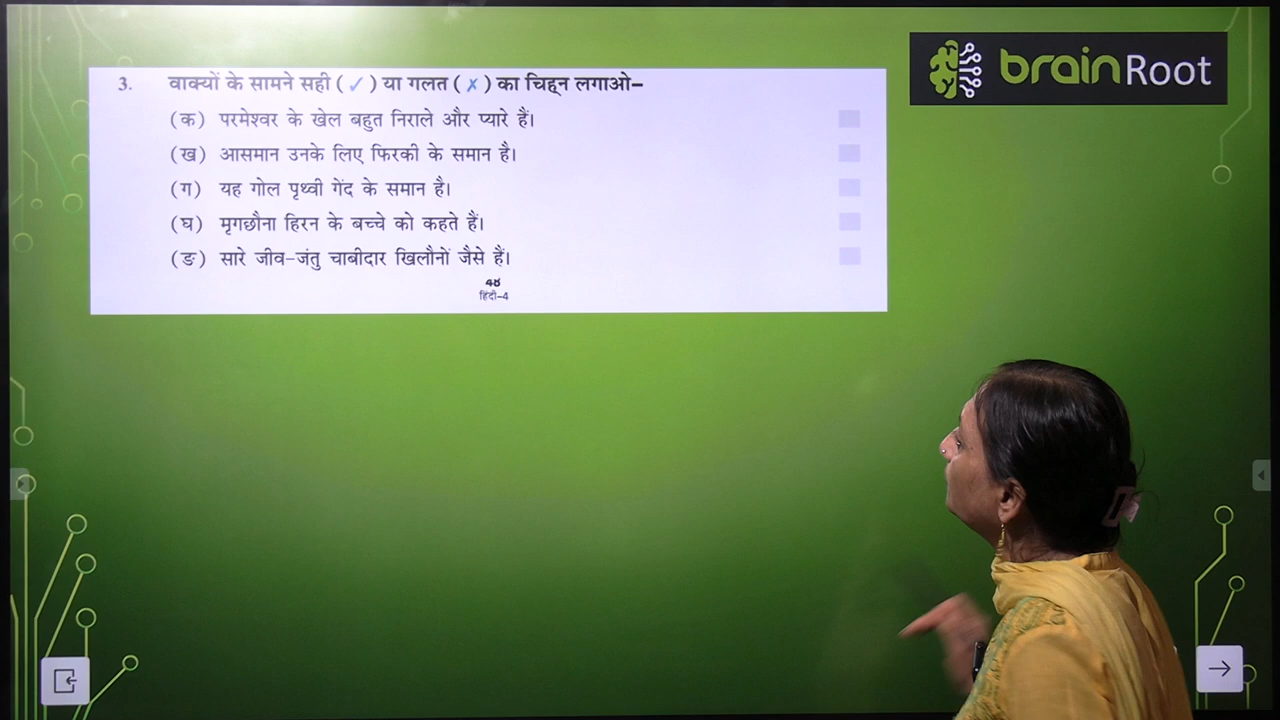 brainRoot
3. वाक्यों के सामने सही ( ✓ ) या गलत ( ✗ ) का चिह्न लगाओ–
(क) परमेश्वर के खेल बहुत निराले और प्यारे हैं।
(ख) आसमान उनके लिए फिरकी के समान है।
(ग) यह गोल पृथ्वी गेंद के समान है।
(घ) मृगछौना हिरन के बच्चे को कहते हैं।
(ङ) सारे जीव-जंतु चाबीदार खिलौनों जैसे हैं।
हिंदी-4